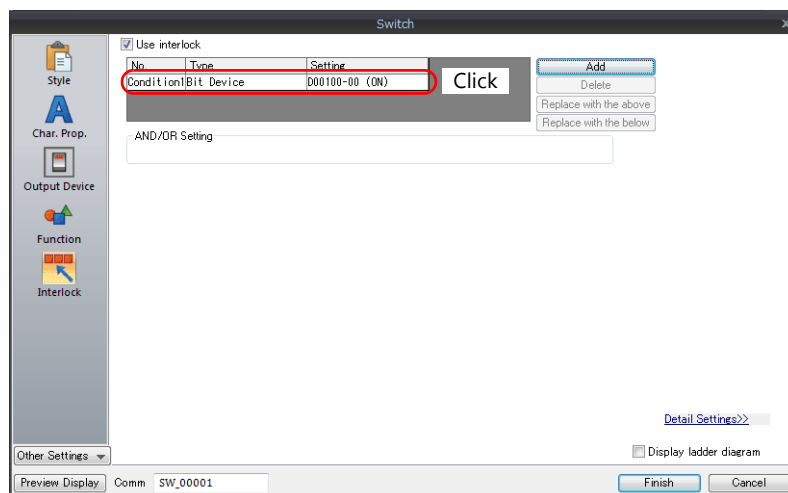 Switch
Use interlock
No. Type Setting
Condition1 Bit Device D00100-00 (ON)
Click
Add
Delete
Replace with the above
Replace with the below
AND/OR Setting
Style
Char. Prop.
Output Device
Function
Interlock
Detail Settings>>
Display ladder diagram
Other Settings
Preview Display Comm SW_00001 Finish Cancel